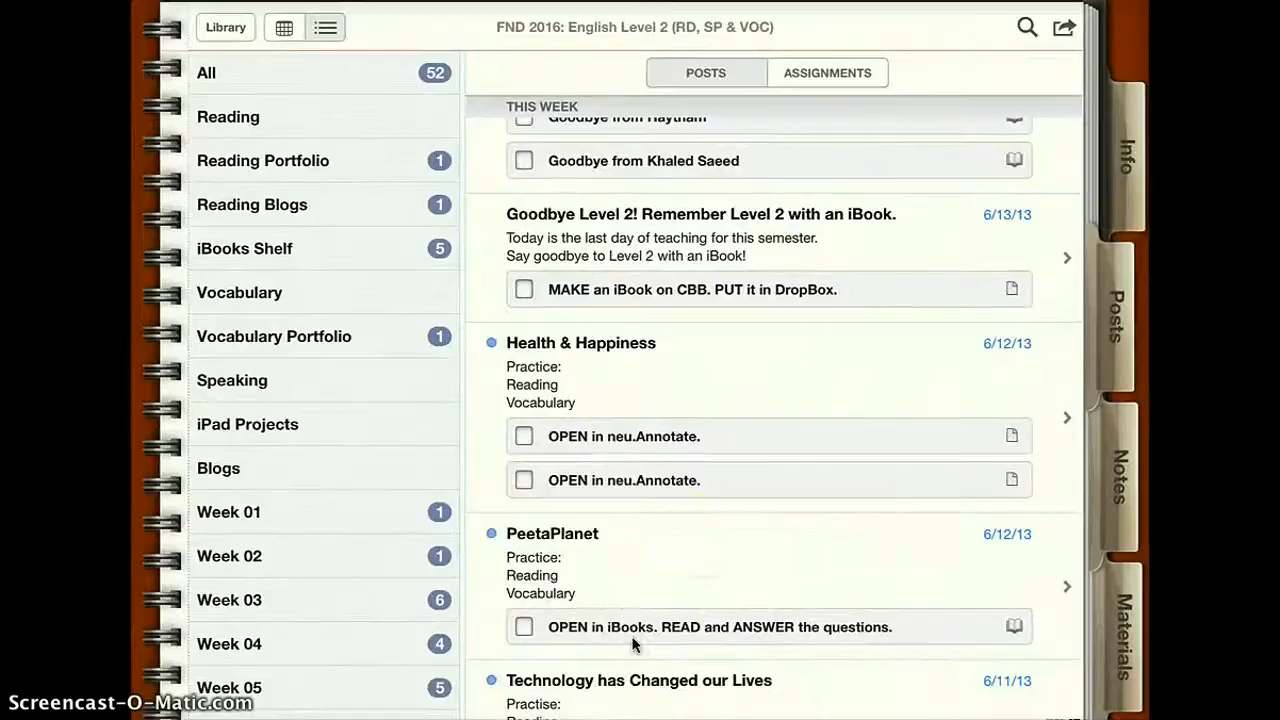 Library
FND 2016: English Level 2 (RD, SP & VOC)
All 52
Reading
Reading Portfolio 1
Reading Blogs 1
iBooks Shelf 5
Vocabulary
Vocabulary Portfolio 1
Speaking
iPad Projects
Blogs
Week 01 1
Week 02 1
Week 03 6
Week 04 4
Week 05 5
POSTS
ASSIGNMENTS
THIS WEEK
Goodbye from Haytham
Goodbye from Khaled Saeed
Goodbye Level 2! Remember Level 2 with an iBook. 6/13/13
Today is the last day of teaching for this semester.
Say goodbye to Level 2 with an iBook!
MAKE an iBook on CBB. PUT it in DropBox.
Health & Happiness 6/12/13
Practice:
Reading
Vocabulary
OPEN in neu.Annotate.
OPEN in neu.Annotate.
PeetaPlanet 6/12/13
Practice:
Reading
Vocabulary
OPEN in iBooks. READ and ANSWER the questions.
Technology has Changed our Lives 6/11/13
Practise:
Info
Posts
Notes
Materials
Screencast-O-Matic.com